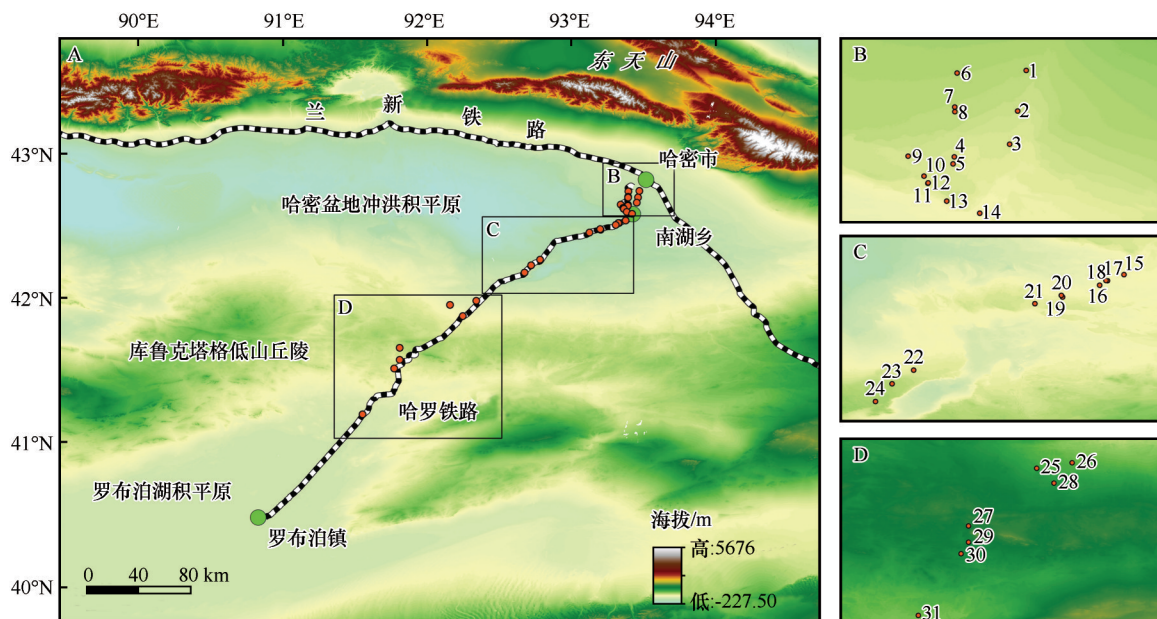 90°E 91°E 92°E 93°E 94°E
A
东天山
兰新铁路
43°N
哈密市
B
哈密盆地冲洪积平原
南湖乡
C
42°N
D
库鲁克塔格低山丘陵
哈罗铁路
41°N
罗布泊湖积平原
罗布泊镇
海拔/m
高:5676
低:-227.50
0 40 80 km
40°N
B
6 1
7
8 2
3
9 4
10 5
12
11 13
14
C
18 17 15
20 16
21 19
22
23
24
D
25 26
28
27
29
30
31